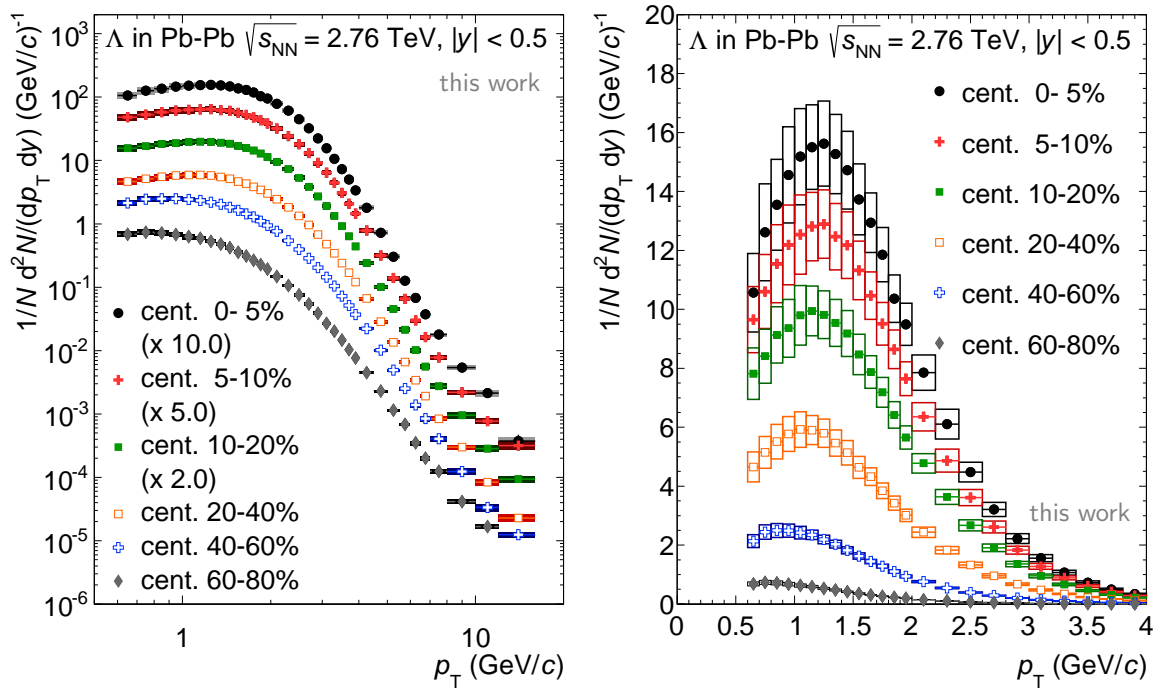 Λ in Pb-Pb √s_NN = 2.76 TeV, |y| < 0.5
this work
1/N d²N/(dp_T dy) (GeV/c)⁻¹
10³
10²
10
1
10⁻¹
10⁻²
10⁻³
10⁻⁴
10⁻⁵
10⁻⁶
cent. 0- 5%
(x 10.0)
cent. 5-10%
(x 5.0)
cent. 10-20%
(x 2.0)
cent. 20-40%
cent. 40-60%
cent. 60-80%
1 10
p_T (GeV/c)
Λ in Pb-Pb √s_NN = 2.76 TeV, |y| < 0.5
1/N d²N/(dp_T dy) (GeV/c)⁻¹
20
18
16
14
12
10
8
6
4
2
0
cent. 0- 5%
cent. 5-10%
cent. 10-20%
cent. 20-40%
cent. 40-60%
cent. 60-80%
this work
0 0.5 1 1.5 2 2.5 3 3.5 4
p_T (GeV/c)